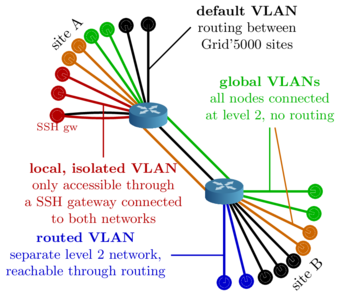 default VLAN
routing between
Grid'5000 sites
site A
global VLANs
all nodes connected
at level 2, no routing
SSH gw
local, isolated VLAN
only accessible through
a SSH gateway connected
to both networks
routed VLAN
separate level 2 network,
reachable through routing
site B